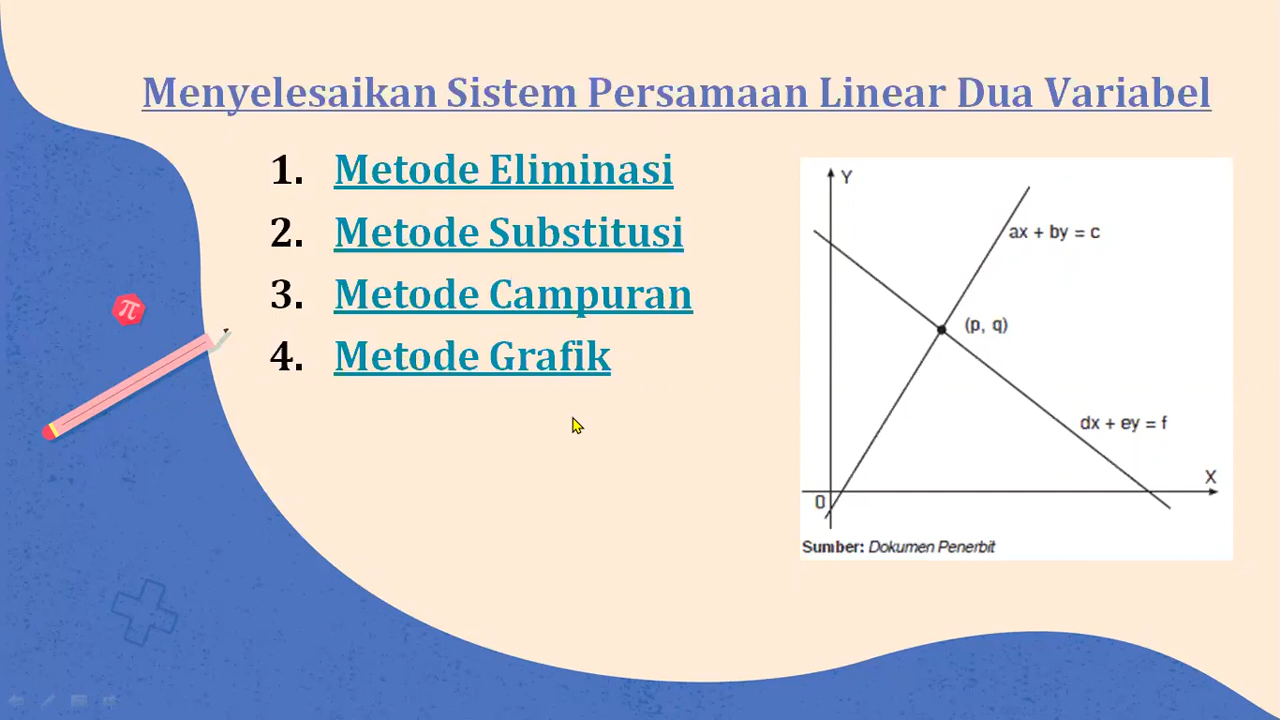 Menyelesaikan Sistem Persamaan Linear Dua Variabel
1. Metode Eliminasi
2. Metode Substitusi
3. Metode Campuran
4. Metode Grafik
π
Y
ax + by = c
(p, q)
dx + ey = f
X
0
Sumber: Dokumen Penerbit